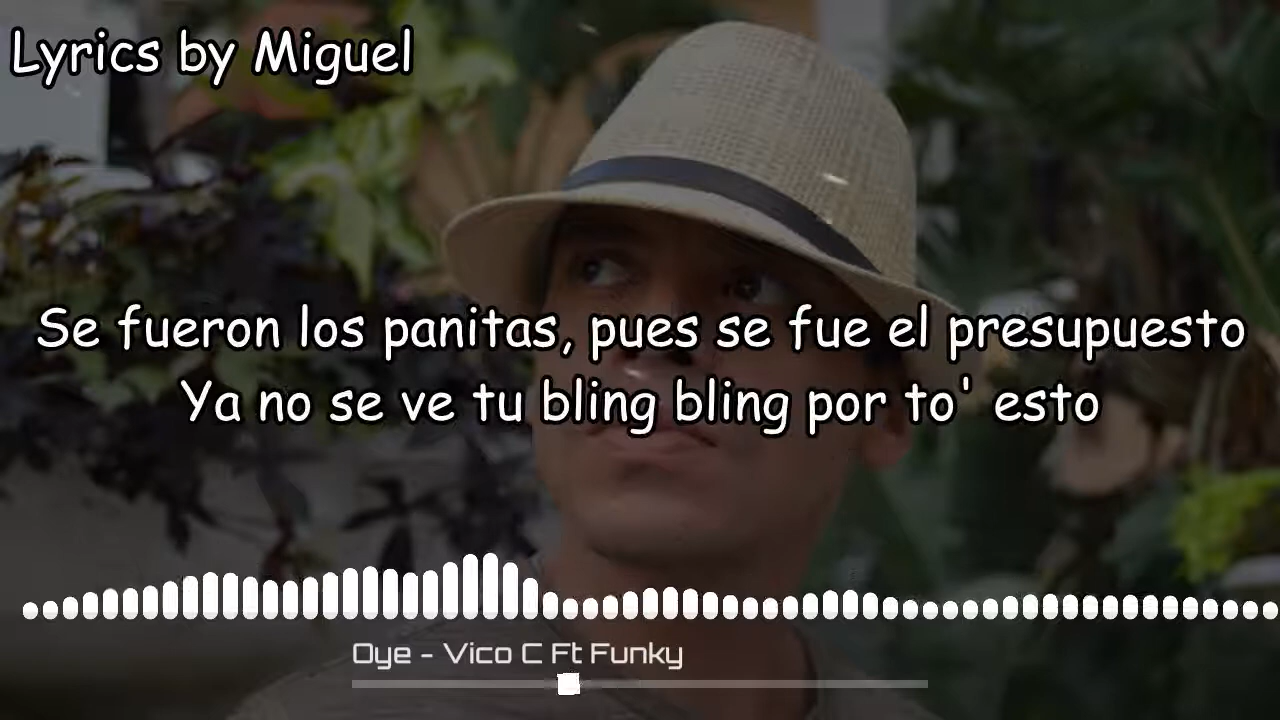 Lyrics by Miguel
Se fueron los panitas, pues se fue el presupuesto
Ya no se ve tu bling bling por to' esto
Oye - Vico C Ft Funky